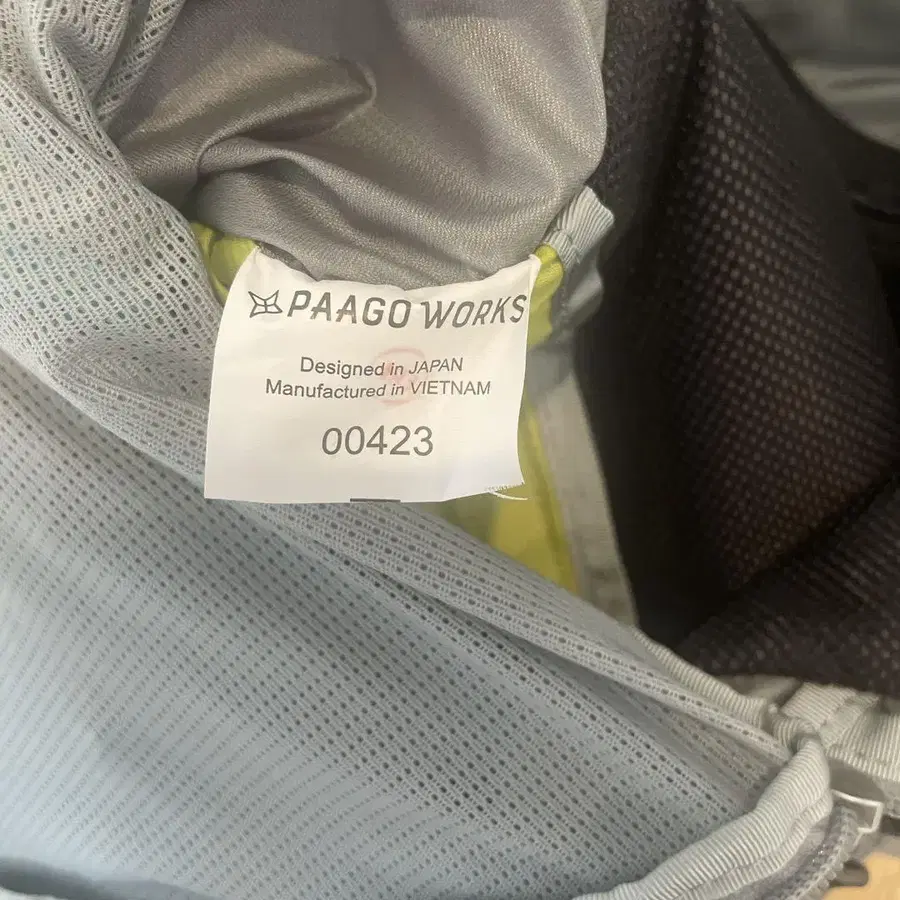 PAAGO WORKS
Designed in JAPAN
Manufactured in VIETNAM
00423